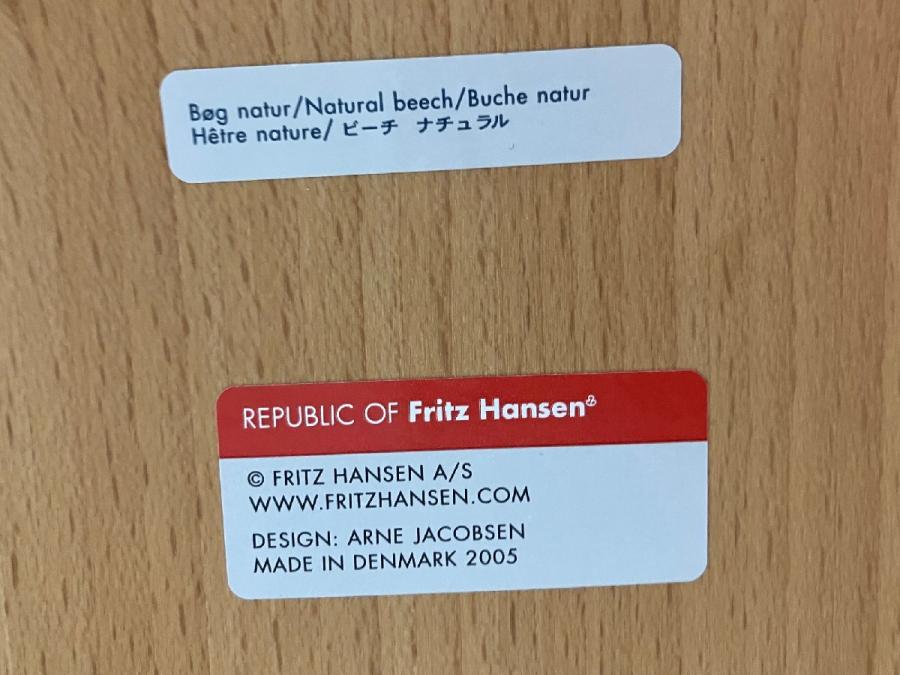 Bøg natur/Natural beech/Buche natur
Hêtre nature/ ビーチ ナチュラル
REPUBLIC OF Fritz Hansen
© FRITZ HANSEN A/S
WWW.FRITZHANSEN.COM
DESIGN: ARNE JACOBSEN
MADE IN DENMARK 2005